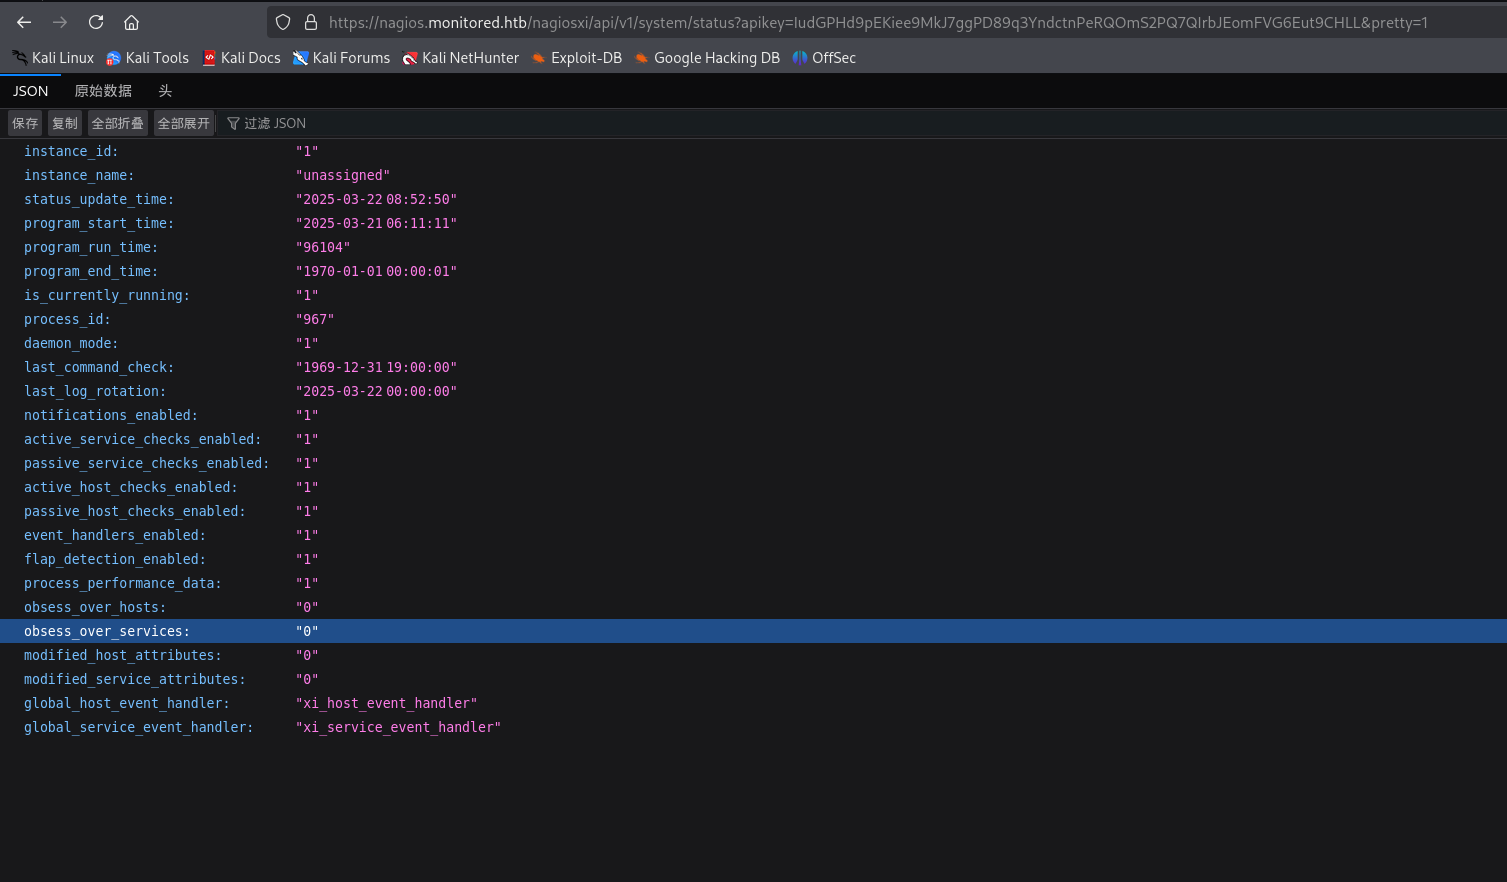 https://nagios.monitored.htb/nagiosxi/api/v1/system/status?apikey=IudGPHd9pEKiee9MkJ7ggPD89q3YndctnPeRQOmS2PQ7QIrbJEomFVG6Eut9CHLL&pretty=1
Kali Linux Kali Tools Kali Docs Kali Forums Kali NetHunter Exploit-DB Google Hacking DB OffSec
JSON 原始数据 头
保存 复制 全部折叠 全部展开 过滤 JSON
instance_id: "1"
instance_name: "unassigned"
status_update_time: "2025-03-22 08:52:50"
program_start_time: "2025-03-21 06:11:11"
program_run_time: "96104"
program_end_time: "1970-01-01 00:00:01"
is_currently_running: "1"
process_id: "967"
daemon_mode: "1"
last_command_check: "1969-12-31 19:00:00"
last_log_rotation: "2025-03-22 00:00:00"
notifications_enabled: "1"
active_service_checks_enabled: "1"
passive_service_checks_enabled: "1"
active_host_checks_enabled: "1"
passive_host_checks_enabled: "1"
event_handlers_enabled: "1"
flap_detection_enabled: "1"
process_performance_data: "1"
obsess_over_hosts: "0"
obsess_over_services: "0"
modified_host_attributes: "0"
modified_service_attributes: "0"
global_host_event_handler: "xi_host_event_handler"
global_service_event_handler: "xi_service_event_handler"